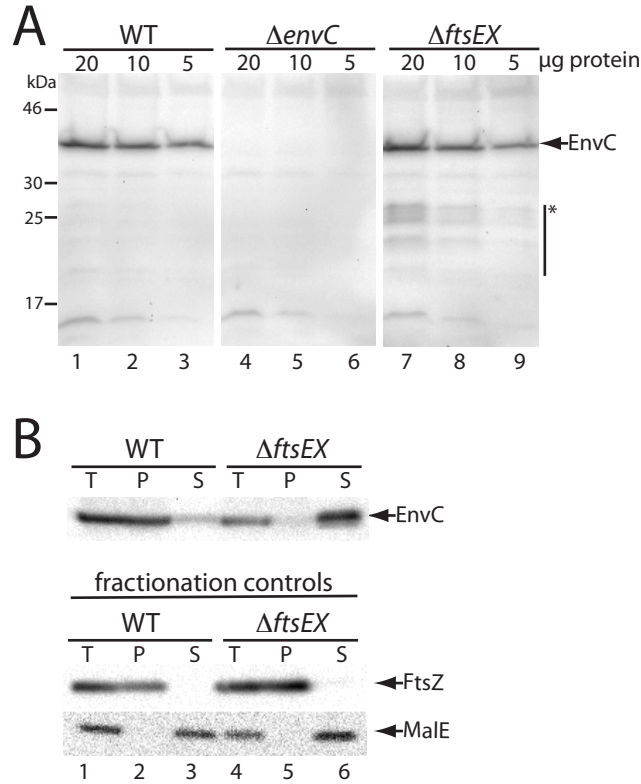 A
WT ΔenvC ΔftsEX
20 10 5 20 10 5 20 10 5 μg protein
kDa
46
EnvC
30
25
*
17
1 2 3 4 5 6 7 8 9
B
WT ΔftsEX
T P S T P S
EnvC
fractionation controls
WT ΔftsEX
T P S T P S
FtsZ
MalE
1 2 3 4 5 6